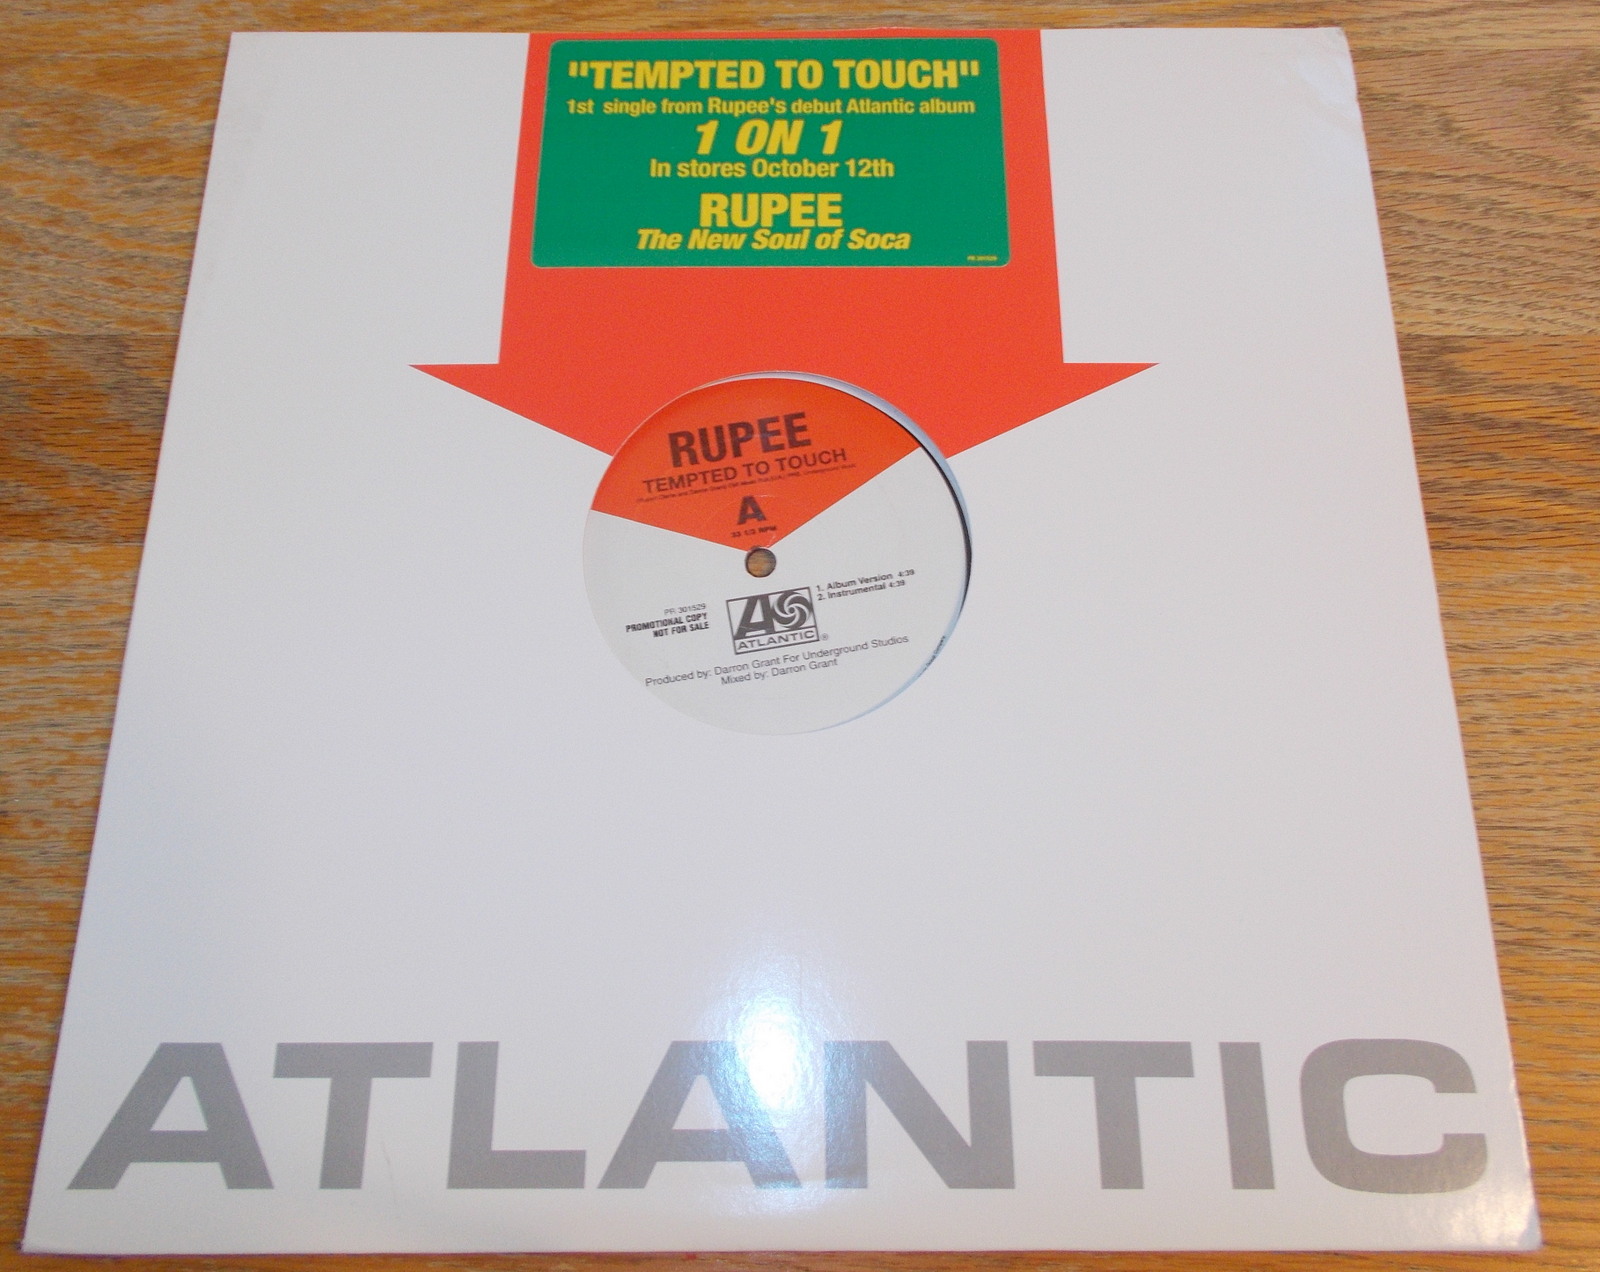 "TEMPTED TO TOUCH"
1st single from Rupee's debut Atlantic album
1 ON 1
In stores October 12th
RUPEE
The New Soul of Soca
PR 301529
RUPEE
TEMPTED TO TOUCH
A
33 1/3 RPM
1. Album Version 4:39
2. Instrumental 4:39
PR 301529
PROMOTIONAL COPY
NOT FOR SALE
ATLANTIC®
Produced by: Darron Grant For Underground Studios
Mixed by: Darron Grant
ATLANTIC